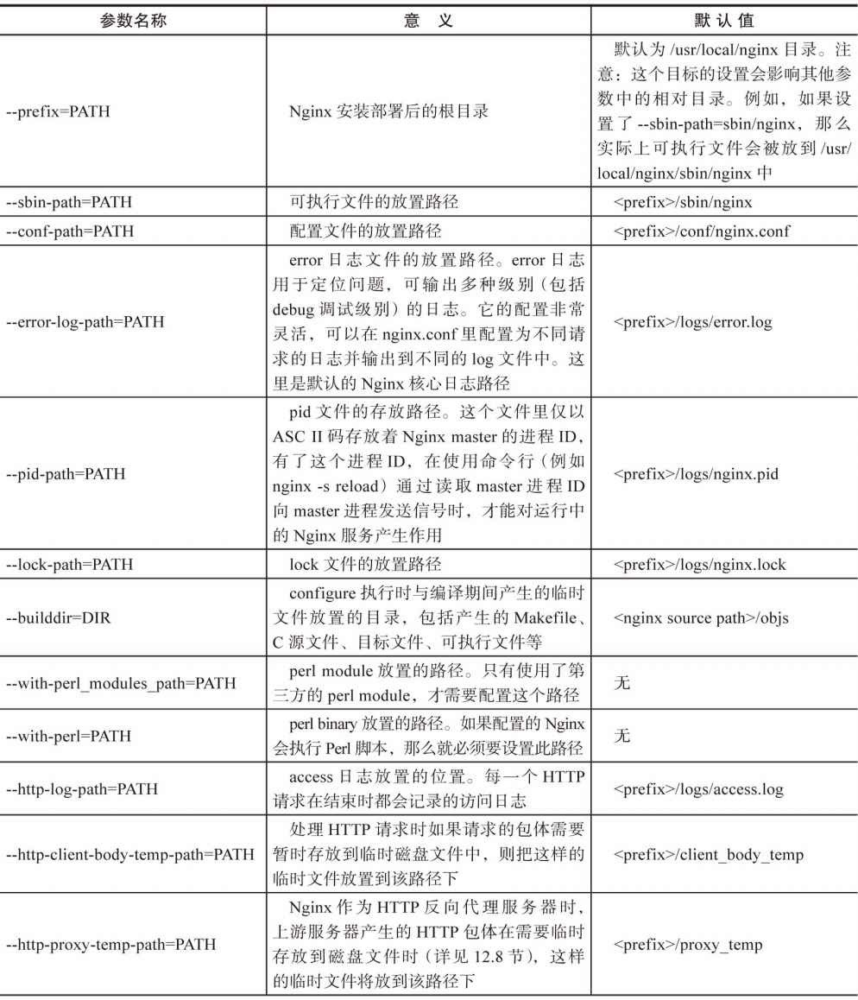 参数名称 意 义 默 认 值
--prefix=PATH
Nginx 安装部署后的根目录
默认为 /usr/local/nginx 目录。注
意：这个目标的设置会影响其他参
数中的相对目录。例如，如果设
置了 --sbin-path=sbin/nginx，那么
实际上可执行文件会被放到 /usr/
local/nginx/sbin/nginx 中
--sbin-path=PATH
可执行文件的放置路径
<prefix>/sbin/nginx
--conf-path=PATH
配置文件的放置路径
<prefix>/conf/nginx.conf
--error-log-path=PATH
error 日志文件的放置路径。error 日志
用于定位问题，可输出多种级别（包括
debug 调试级别）的日志。它的配置非常
灵活，可以在 nginx.conf 里配置为不同请
求的日志并输出到不同的 log 文件中。这
里是默认的 Nginx 核心日志路径
<prefix>/logs/error.log
--pid-path=PATH
pid 文件的存放路径。这个文件里仅以
ASC II 码存放着 Nginx master 的进程 ID，
有了这个进程 ID，在使用命令行（例如
nginx -s reload）通过读取 master 进程 ID
向 master 进程发送信号时，才能对运行中
的 Nginx 服务产生作用
<prefix>/logs/nginx.pid
--lock-path=PATH
lock 文件的放置路径
<prefix>/logs/nginx.lock
--builddir=DIR
configure 执行时与编译期间产生的临时
文件放置的目录，包括产生的 Makefile、
C 源文件、目标文件、可执行文件等
<nginx source path>/objs
--with-perl_modules_path=PATH
perl module 放置的路径。只有使用了第
三方的 perl module，才需要配置这个路径
无
--with-perl=PATH
perl binary 放置的路径。如果配置的 Nginx
会执行 Perl 脚本，那么就必须要设置此路径
无
--http-log-path=PATH
access 日志放置的位置。每一个 HTTP
请求在结束时都会记录的访问日志
<prefix>/logs/access.log
--http-client-body-temp-path=PATH
处理 HTTP 请求时如果请求的包体需要
暂时存放到临时磁盘文件中，则把这样的
临时文件放置到该路径下
<prefix>/client_body_temp
--http-proxy-temp-path=PATH
Nginx 作为 HTTP 反向代理服务器时，
上游服务器产生的 HTTP 包体在需要临时
存放到磁盘文件时（详见 12.8 节），这样
的临时文件将放到该路径下
<prefix>/proxy_temp